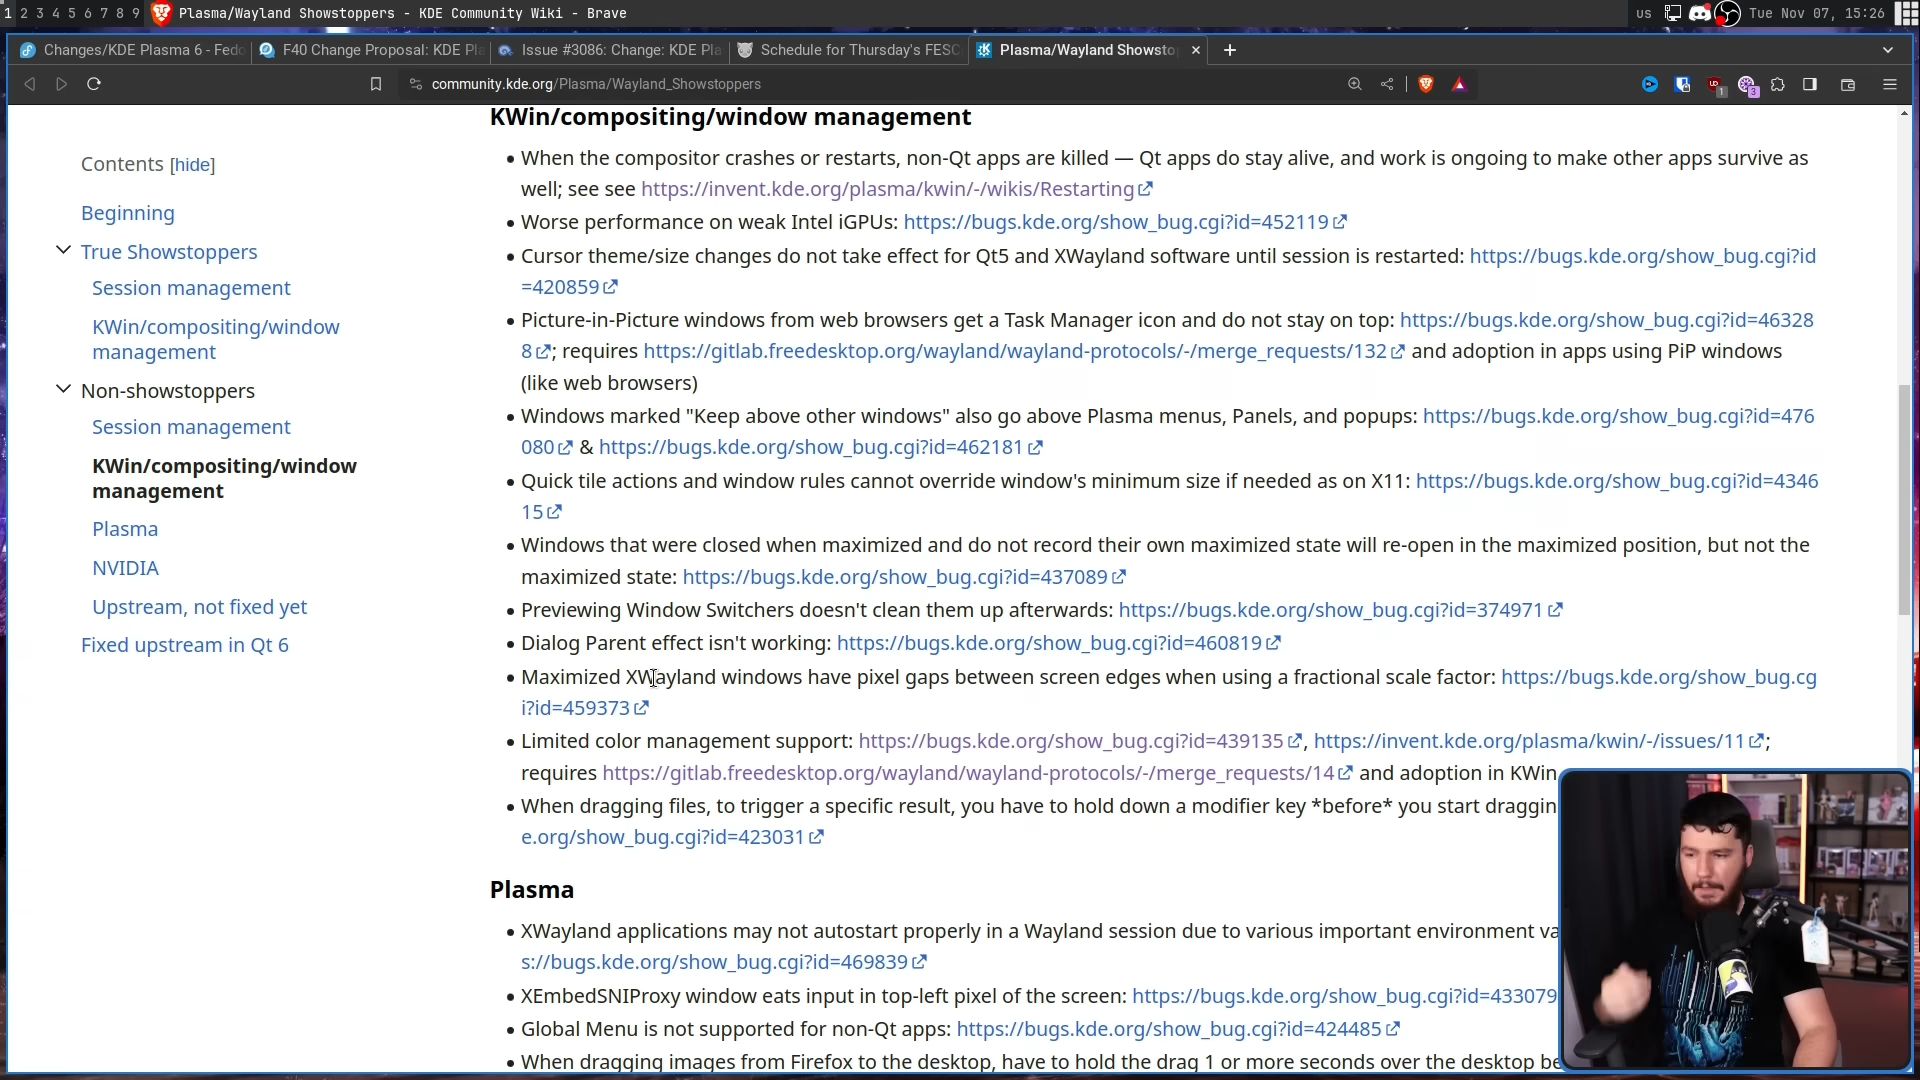 1 2 3 4 5 6 7 8 9 Plasma/Wayland Showstoppers - KDE Community Wiki - Brave us Tue Nov 07, 15:26
Changes/KDE Plasma 6 - Fedo F40 Change Proposal: KDE Pl Issue #3086: Change: KDE Pla Schedule for Thursday's FESC Plasma/Wayland Showsto
community.kde.org/Plasma/Wayland_Showstoppers 1 3
Contents [hide]
Beginning
True Showstoppers
Session management
KWin/compositing/window
management
Non-showstoppers
Session management
KWin/compositing/window
management
Plasma
NVIDIA
Upstream, not fixed yet
Fixed upstream in Qt 6
KWin/compositing/window management
When the compositor crashes or restarts, non-Qt apps are killed — Qt apps do stay alive, and work is ongoing to make other apps survive as
well; see see https://invent.kde.org/plasma/kwin/-/wikis/Restarting
Worse performance on weak Intel iGPUs: https://bugs.kde.org/show_bug.cgi?id=452119
Cursor theme/size changes do not take effect for Qt5 and XWayland software until session is restarted: https://bugs.kde.org/show_bug.cgi?id
=420859
Picture-in-Picture windows from web browsers get a Task Manager icon and do not stay on top: https://bugs.kde.org/show_bug.cgi?id=46328
8; requires https://gitlab.freedesktop.org/wayland/wayland-protocols/-/merge_requests/132 and adoption in apps using PiP windows
(like web browsers)
Windows marked "Keep above other windows" also go above Plasma menus, Panels, and popups: https://bugs.kde.org/show_bug.cgi?id=476
080 & https://bugs.kde.org/show_bug.cgi?id=462181
Quick tile actions and window rules cannot override window's minimum size if needed as on X11: https://bugs.kde.org/show_bug.cgi?id=4346
15
Windows that were closed when maximized and do not record their own maximized state will re-open in the maximized position, but not the
maximized state: https://bugs.kde.org/show_bug.cgi?id=437089
Previewing Window Switchers doesn't clean them up afterwards: https://bugs.kde.org/show_bug.cgi?id=374971
Dialog Parent effect isn't working: https://bugs.kde.org/show_bug.cgi?id=460819
Maximized XWayland windows have pixel gaps between screen edges when using a fractional scale factor: https://bugs.kde.org/show_bug.cg
i?id=459373
Limited color management support: https://bugs.kde.org/show_bug.cgi?id=439135, https://invent.kde.org/plasma/kwin/-/issues/11;
requires https://gitlab.freedesktop.org/wayland/wayland-protocols/-/merge_requests/14 and adoption in KWin
When dragging files, to trigger a specific result, you have to hold down a modifier key *before* you start draggin
e.org/show_bug.cgi?id=423031
Plasma
XWayland applications may not autostart properly in a Wayland session due to various important environment va
s://bugs.kde.org/show_bug.cgi?id=469839
XEmbedSNIProxy window eats input in top-left pixel of the screen: https://bugs.kde.org/show_bug.cgi?id=433079
Global Menu is not supported for non-Qt apps: https://bugs.kde.org/show_bug.cgi?id=424485
When dragging images from Firefox to the desktop, have to hold the drag 1 or more seconds over the desktop be